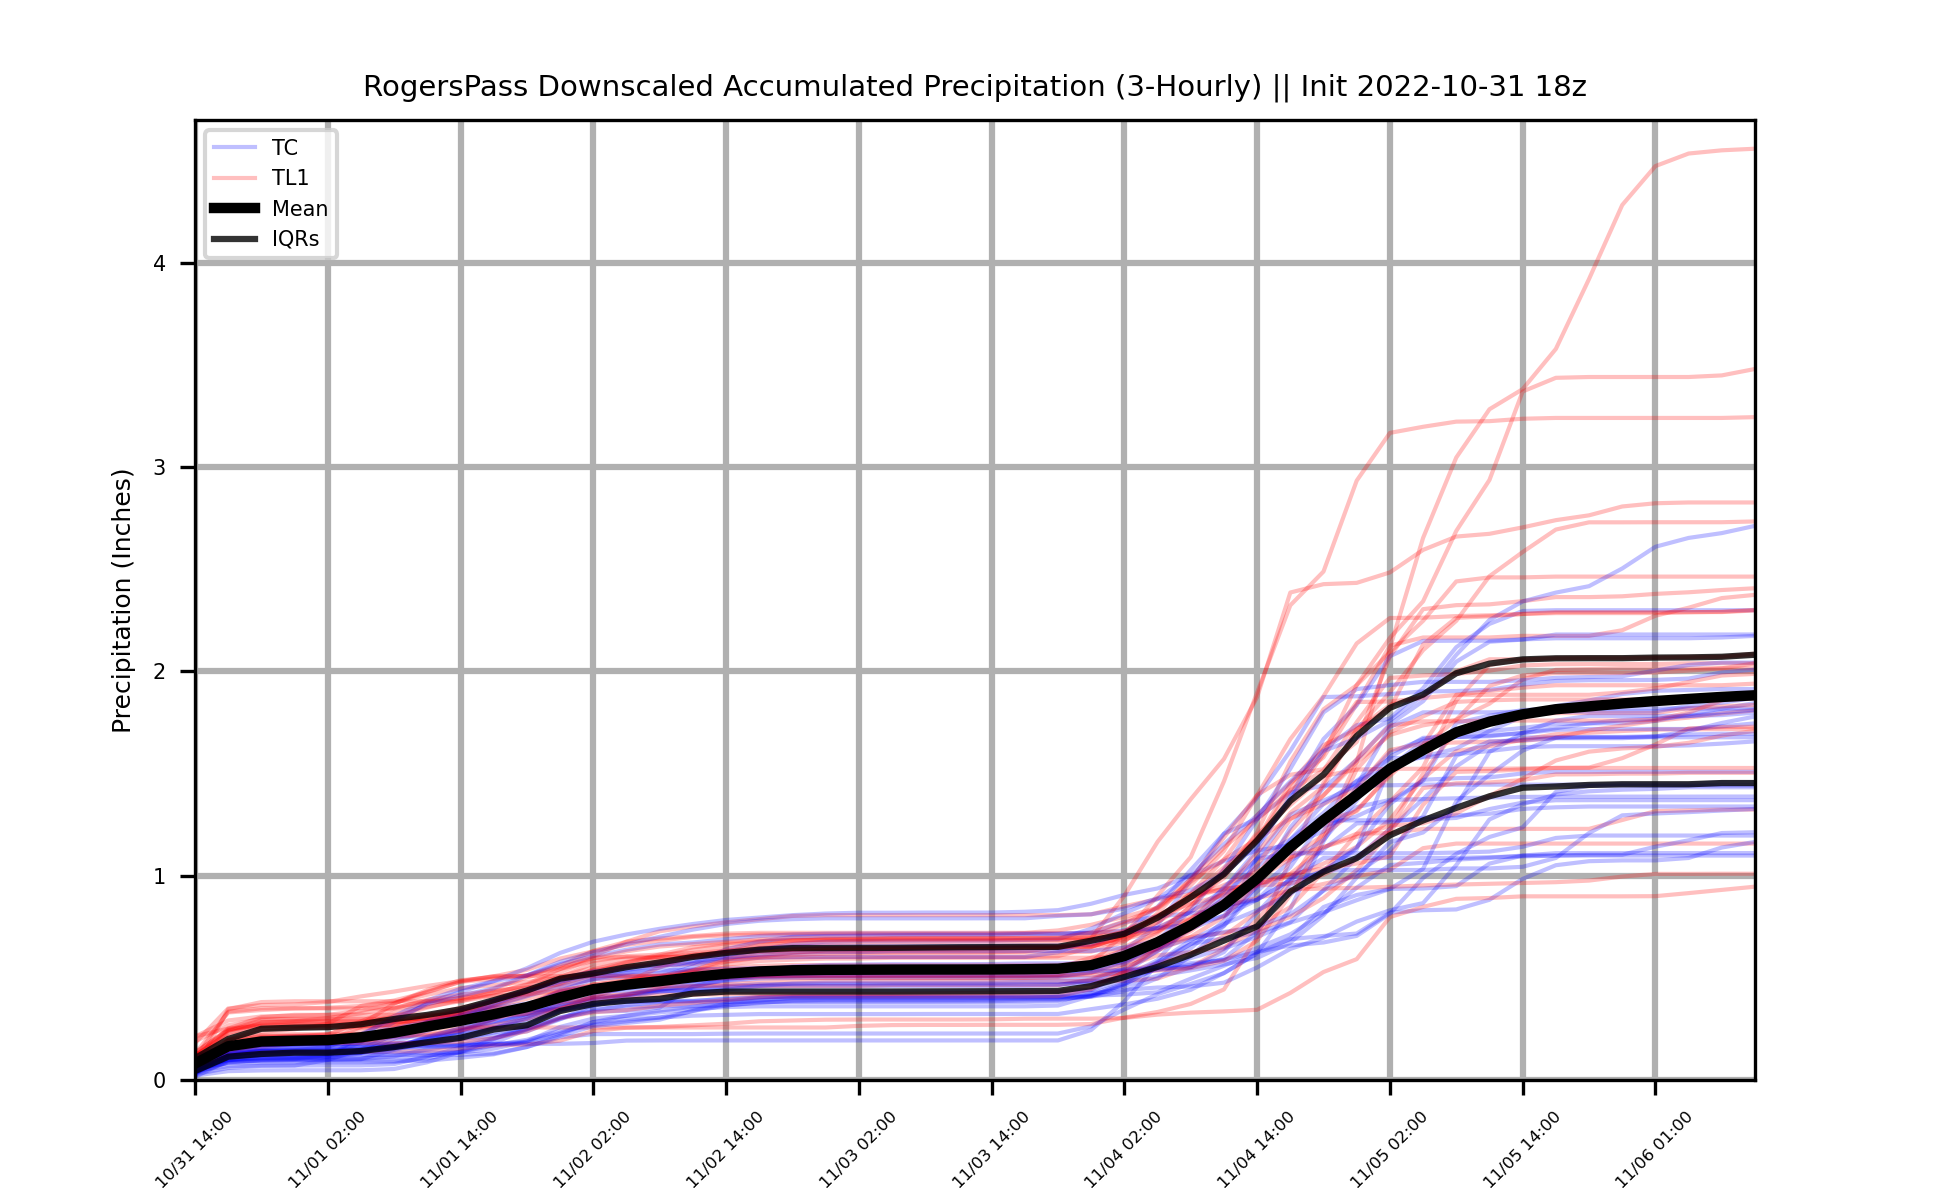 RogersPass Downscaled Accumulated Precipitation (3-Hourly) || Init 2022-10-31 18z
TC
TL1
Mean
IQRs
Precipitation (Inches)
4
3
2
1
0
10/31 14:00
11/01 02:00
11/01 14:00
11/02 02:00
11/02 14:00
11/03 02:00
11/03 14:00
11/04 02:00
11/04 14:00
11/05 02:00
11/05 14:00
11/06 01:00